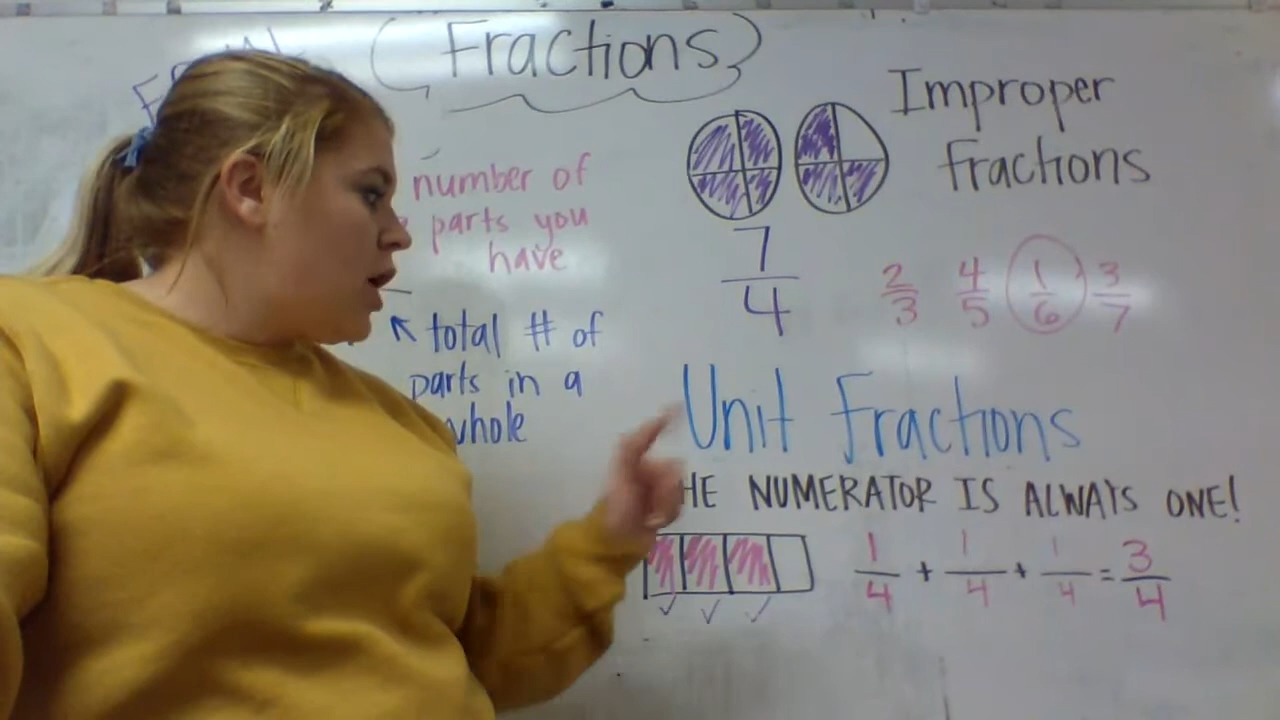 Fractions
number of
parts you
have
total # of
parts in a
whole
Improper
Fractions
7/4
2/3 4/5 1/6 3/7
Unit Fractions
HE NUMERATOR IS ALWAYS ONE!
1/4 + 1/4 + 1/4 = 3/4